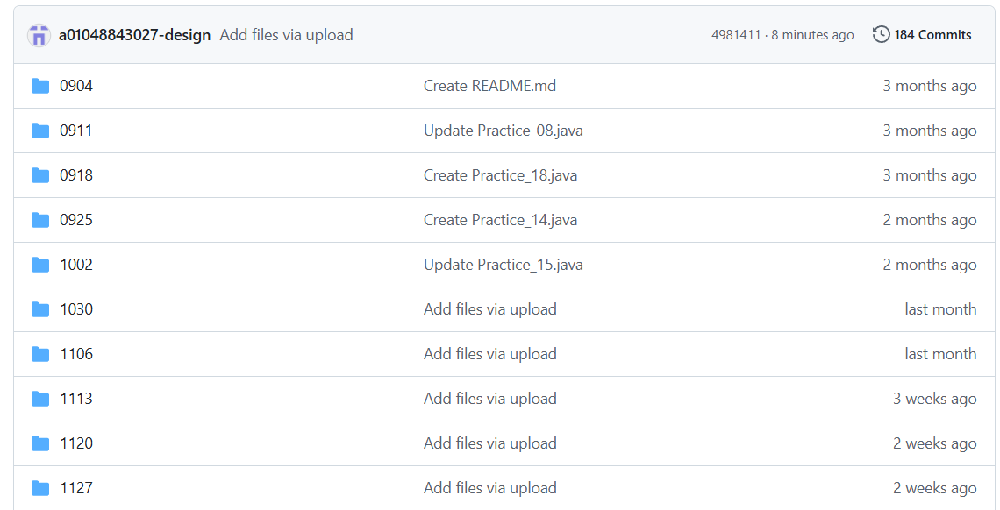 a01048843027-design Add files via upload 4981411 · 8 minutes ago 184 Commits
0904 Create README.md 3 months ago
0911 Update Practice_08.java 3 months ago
0918 Create Practice_18.java 3 months ago
0925 Create Practice_14.java 2 months ago
1002 Update Practice_15.java 2 months ago
1030 Add files via upload last month
1106 Add files via upload last month
1113 Add files via upload 3 weeks ago
1120 Add files via upload 2 weeks ago
1127 Add files via upload 2 weeks ago